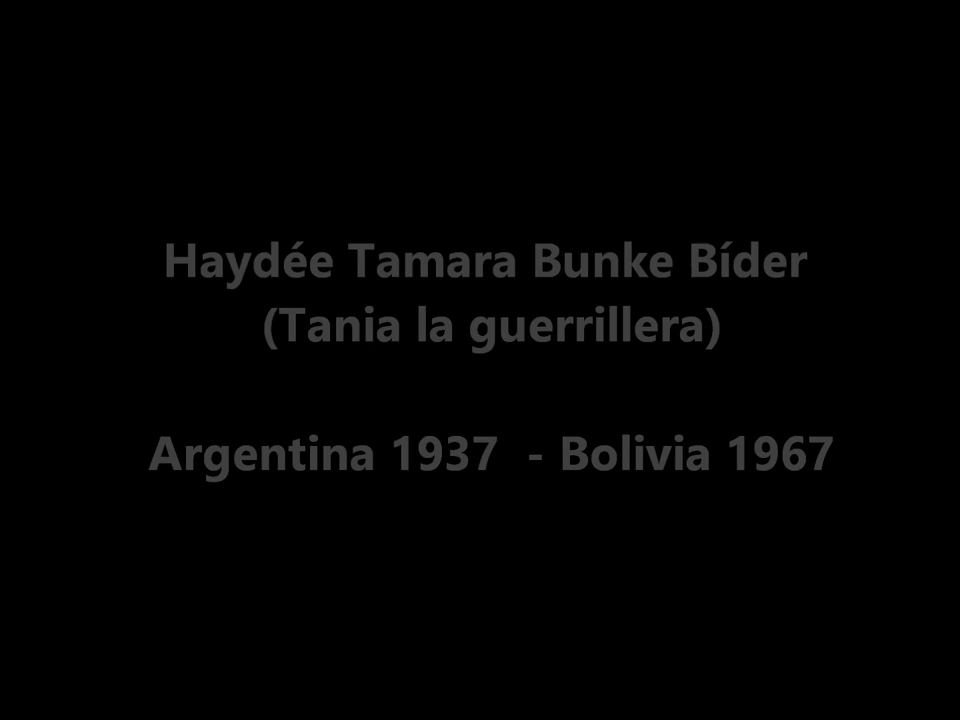 Haydée Tamara Bunke Bíder
(Tania la guerrillera)
Argentina 1937 - Bolivia 1967